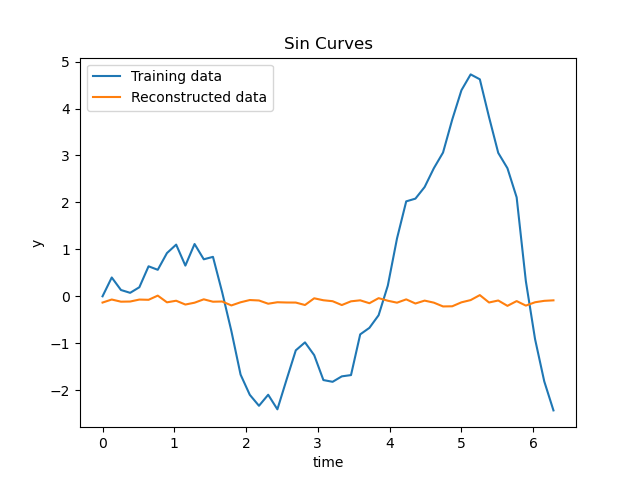 Sin Curves
Training data
Reconstructed data
5
4
3
2
1
0
−1
−2
y
0 1 2 3 4 5 6
time